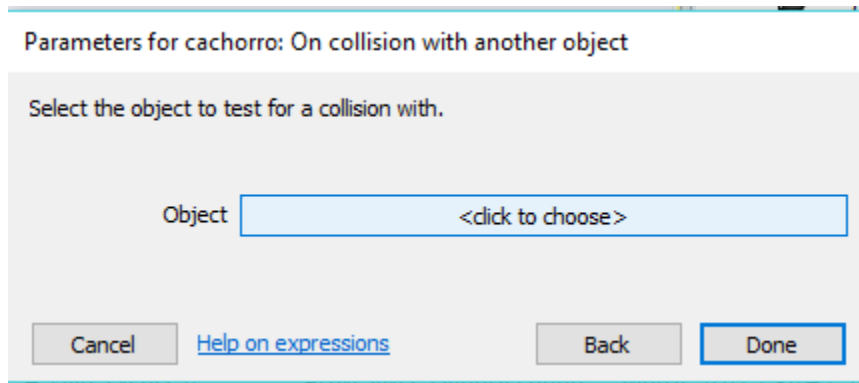 Parameters for cachorro: On collision with another object
Select the object to test for a collision with.
Object <click to choose>
Cancel Help on expressions Back Done